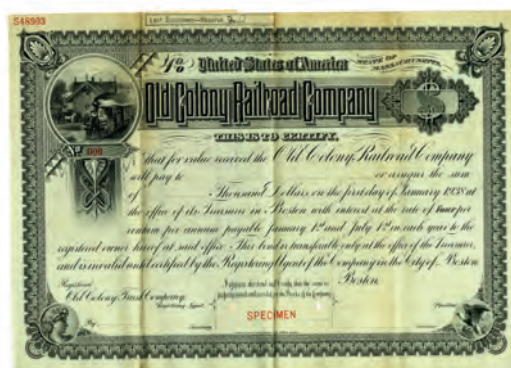 S48903
4% United States of America STATE OF MASSACHUSETTS
Old Colony Railroad Company
$
THIS IS TO CERTIFY,
000
that for value received the Old Colony Railroad Company
will pay to or assigns the sum
of Thousand Dollars on the first day of January 1938 at
the office of its Treasurer in Boston with interest at the rate of four per
centum per annum payable January 1st and July 1st in each year to the
registered owner hereof at said office. This bond is transferable only at the office of the Treasurer,
and is invalid until certified by the Registering Agent of the Company in the City of Boston
Registered Boston
Old Colony Trust Company
Registering Agent
By
SPECIMEN